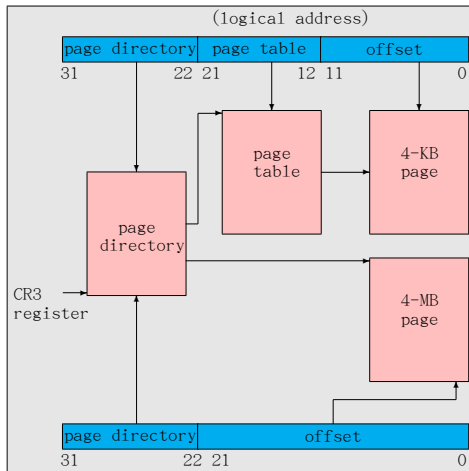 (logical address)
page directory page table offset
31 22 21 12 11 0
page table
4-KB page
page directory
4-MB page
CR3 register
page directory offset
31 22 21 0